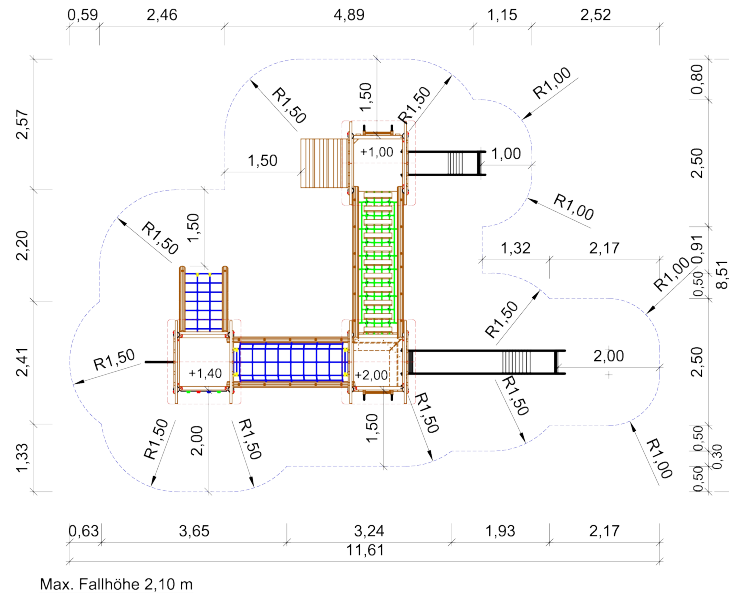 0,59 2,46 4,89 1,15 2,52
R1,50 1,50 R1,50 R1,00 0,80
2,57 1,50 +1,00 1,00 2,50
R1,00
R1,50 1,50
2,20 1,32 2,17 0,91 8,51
R1,00 0,50
R1,50
2,41 R1,50 +1,40 +2,00 2,00 2,50
R1,50 2,00 R1,50 1,50 R1,50 R1,50 R1,00
1,33 0,50 0,30
0,50
0,63 3,65 3,24 1,93 2,17
11,61
Max. Fallhöhe 2,10 m